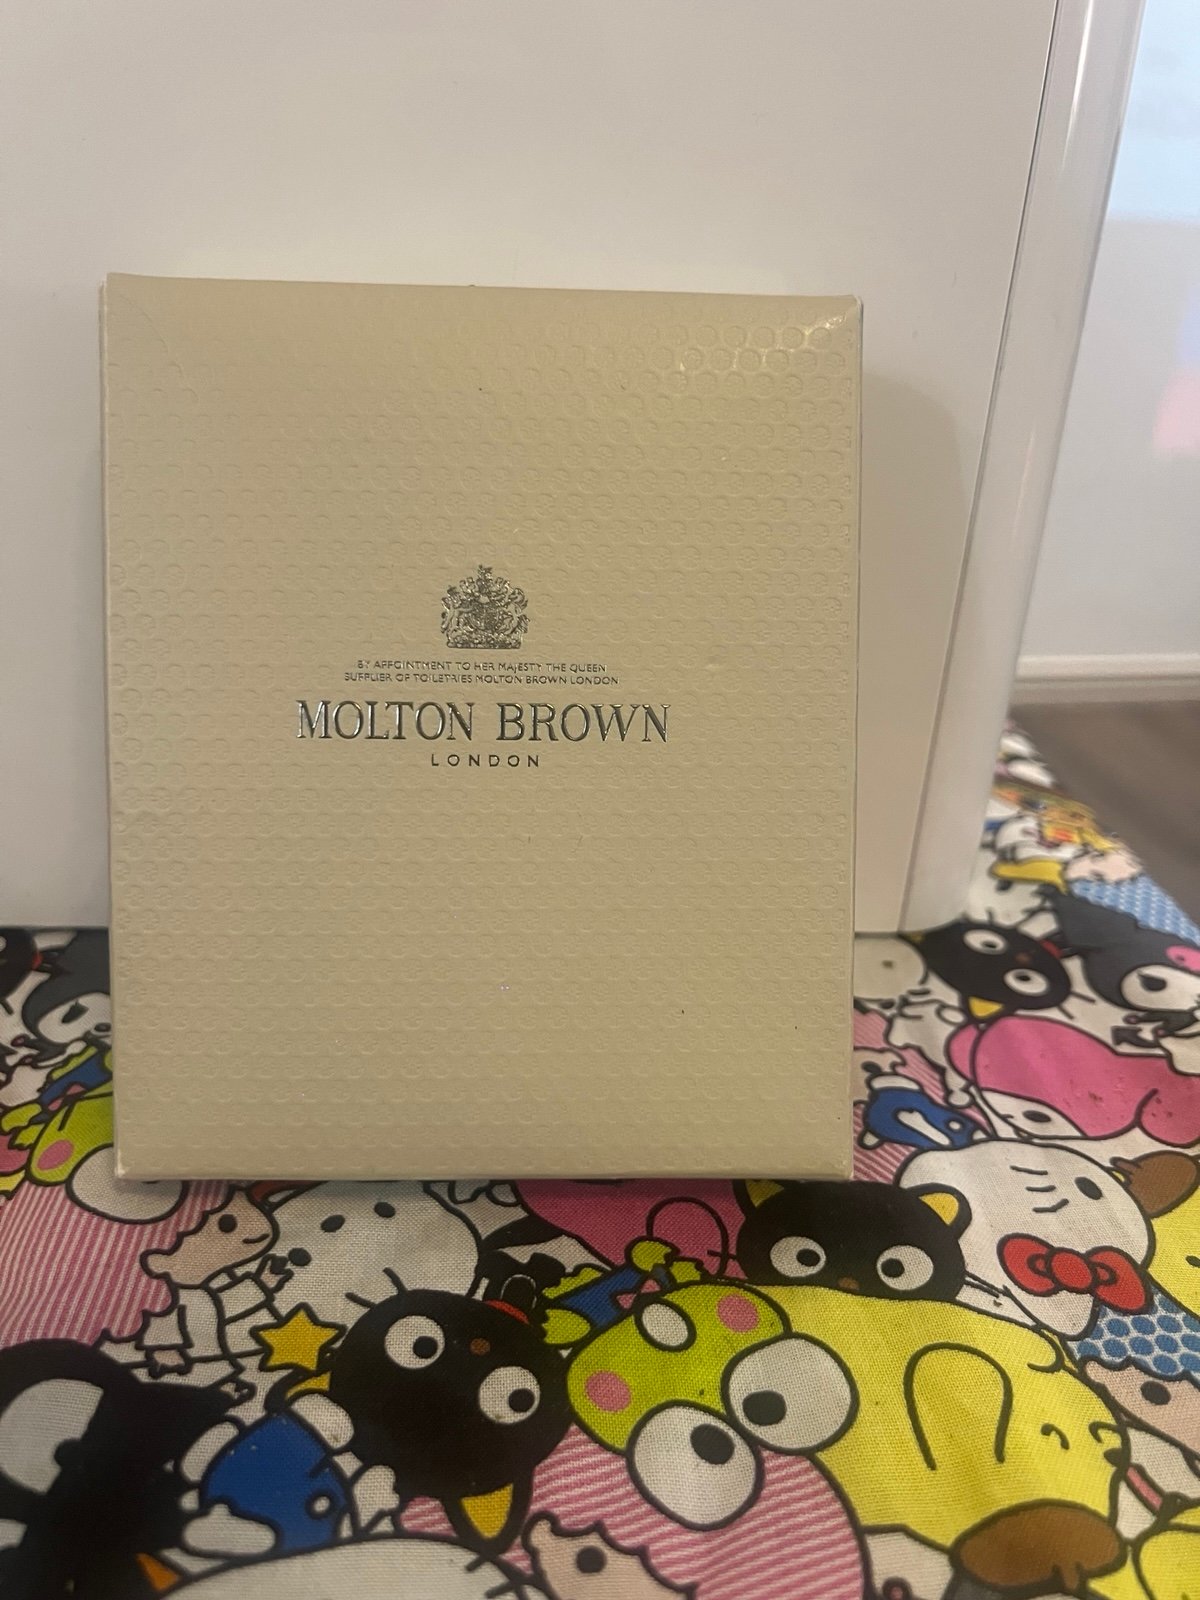 BY APPOINTMENT TO HER MAJESTY THE QUEEN
SUPPLIER OF TOILETRIES MOLTON BROWN LONDON
MOLTON BROWN
LONDON